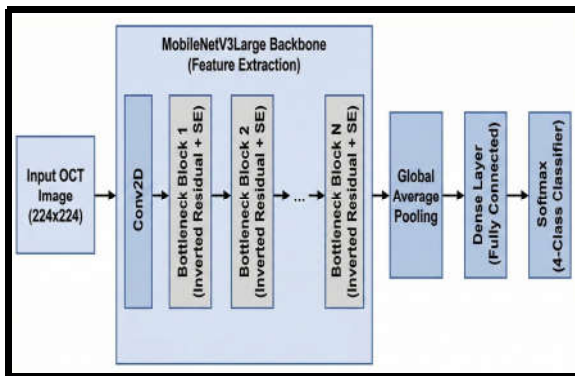 MobileNetV3Large Backbone
(Feature Extraction)
Input OCT
Image
(224x224)
Conv2D
Bottleneck Block 1
(Inverted Residual + SE)
Bottleneck Block 2
(Inverted Residual + SE)
...
Bottleneck Block N
(Inverted Residual + SE)
Global
Average
Pooling
Dense Layer
(Fully Connected)
Softmax
(4-Class Classifier)